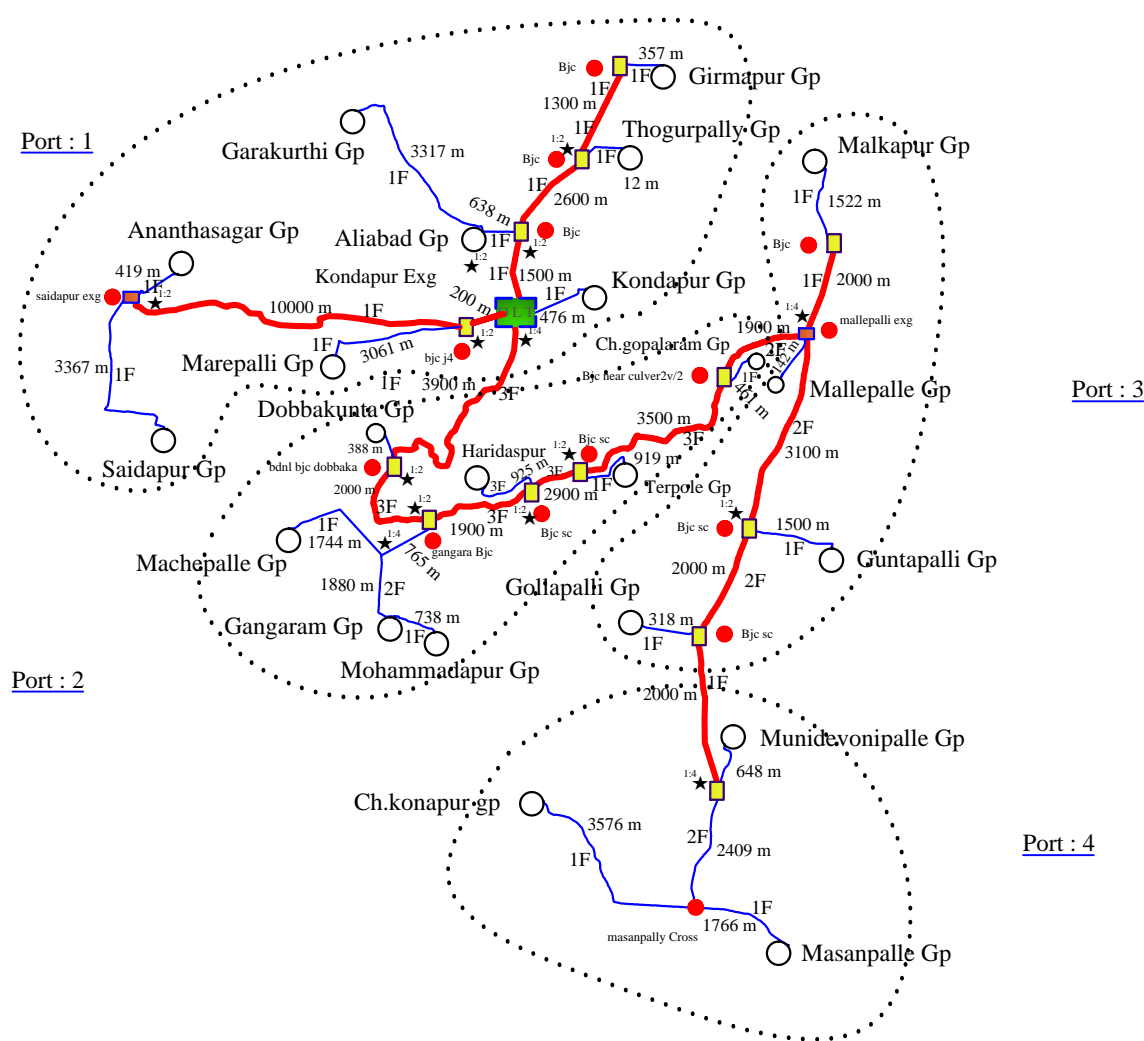 357 m
Bjc
1F
Girmapur Gp
1F
1300 m
Port : 1
1F
Thogurpally Gp
Garakurthi Gp
3317 m
1:2
Bjc
1F
12 m
Malkapur Gp
1F
1F
2600 m
1F
1522 m
638 m
Ananthasagar Gp
Aliabad Gp
1F
Bjc
1:2
1:2
Bjc
419 m
Kondapur Exg
1F
1500 m
Kondapur Gp
1F
2000 m
saidapur exg
1F
1:2
10000 m
1F
200 m
1F
476 m
1:4
1:4
mallepalli exg
1900 m
Marepalli Gp
1F
3061 m
1:2
bjc j4
Ch.gopalaram Gp
2F
142 m
3367 m
1F
1F
3900 m
3F
Bjc near culver2v/2
1F
461 m
Mallepalle Gp
Port : 3
Dobbakunta Gp
3500 m
3F
2F
3100 m
Saidapur Gp
388 m
Haridaspur
1:2
Bjc sc
919 m
bdnl bjc dobbaka
1:2
925 m
3F
3F
1F
Terpole Gp
2000 m
3F
1:2
2900 m
1:2
1F
1744 m
1:4
1900 m
3F
1:2
Bjc sc
Bjc sc
1500 m
1F
Machepalle Gp
765 m
gangara Bjc
Guntapalli Gp
1880 m
2F
Gollapalli Gp
2000 m
2F
738 m
318 m
Gangaram Gp
1F
1F
Bjc sc
Mohammadapur Gp
Port : 2
2000 m
1F
Munidevonipalle Gp
1:4
648 m
Ch.konapur gp
3576 m
2F
2409 m
Port : 4
1F
1F
1766 m
masanpally Cross
Masanpalle Gp